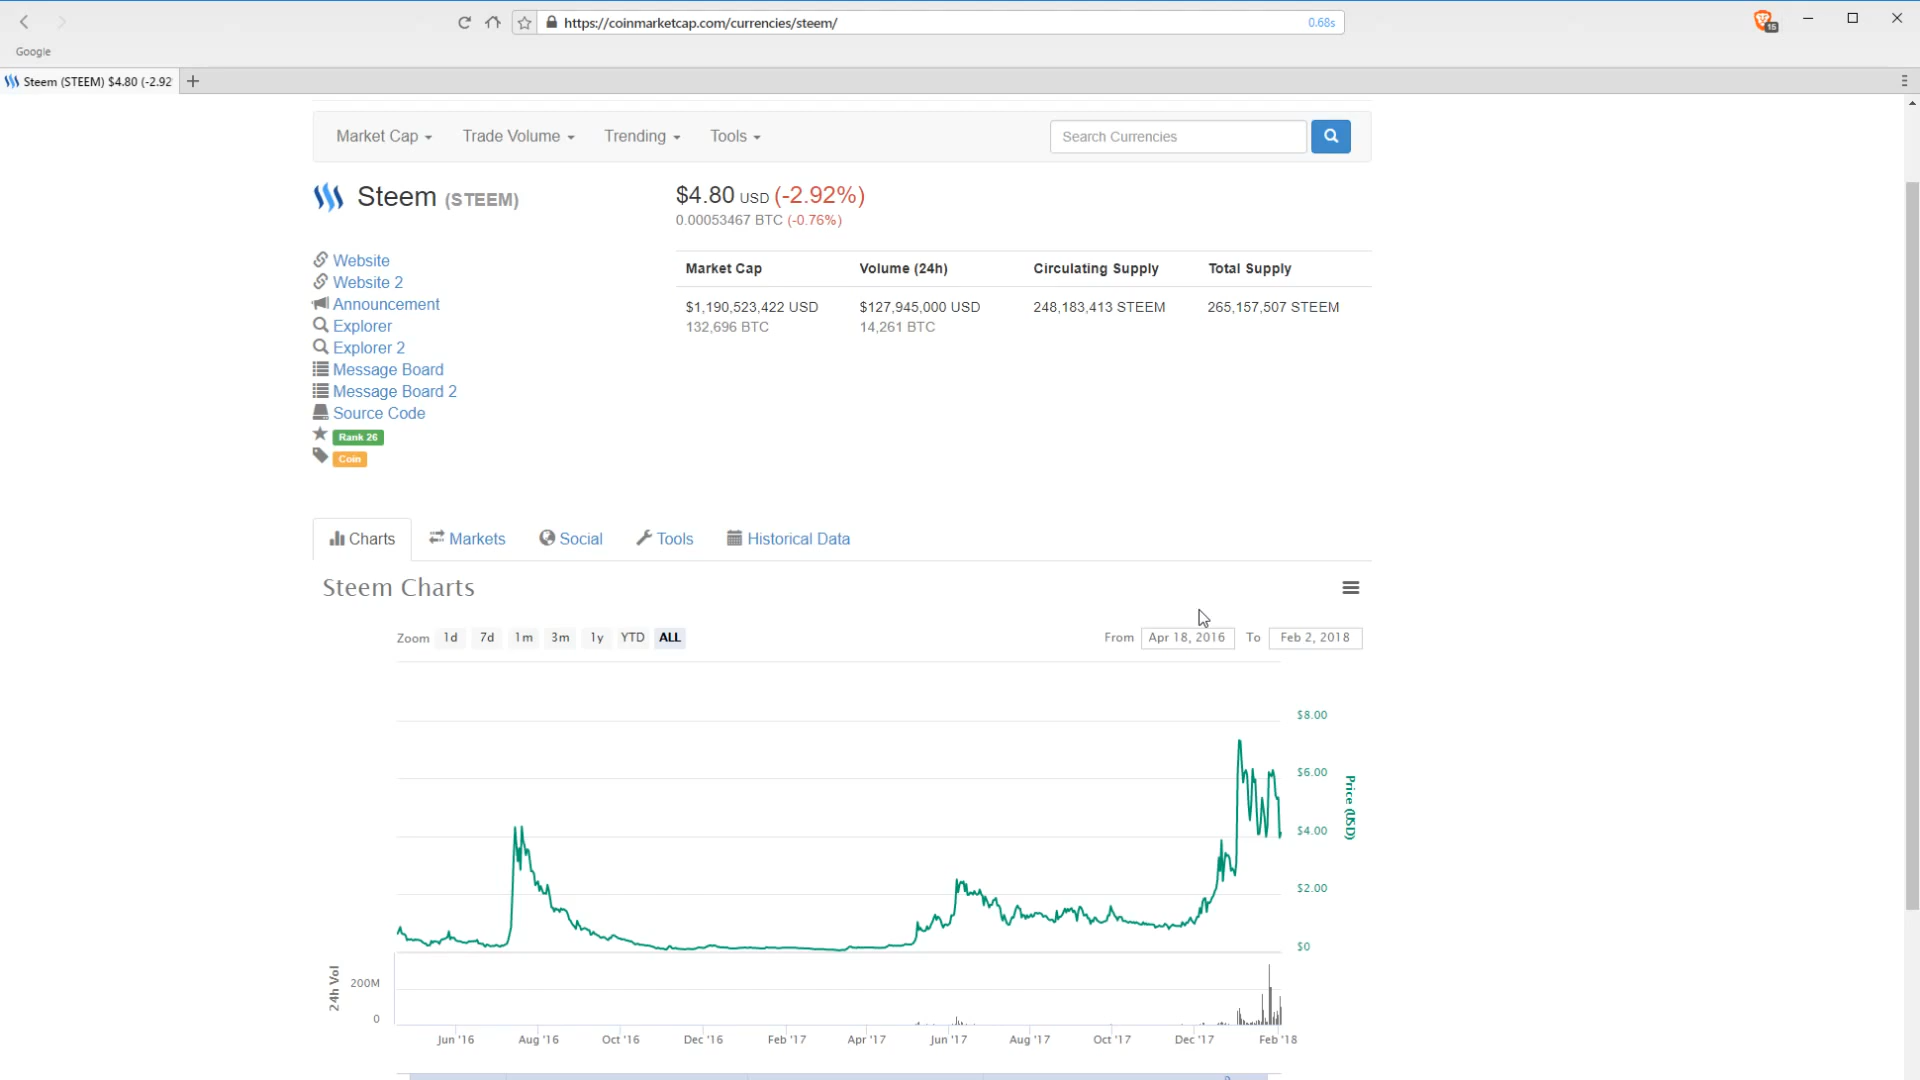 https://coinmarketcap.com/currencies/steem/
0.68s
15
Google
Steem (STEEM) $4.80 (-2.92
Market Cap
Trade Volume
Trending
Tools
Search Currencies
Steem (STEEM)
$4.80 USD (-2.92%)
0.00053467 BTC (-0.76%)
Website
Website 2
Announcement
Explorer
Explorer 2
Message Board
Message Board 2
Source Code
Rank 26
Coin
Market Cap Volume (24h) Circulating Supply Total Supply
$1,190,523,422 USD $127,945,000 USD 248,183,413 STEEM 265,157,507 STEEM
132,696 BTC 14,261 BTC
Charts Markets Social Tools Historical Data
Steem Charts
Zoom 1d 7d 1m 3m 1y YTD ALL
From Apr 18, 2016 To Feb 2, 2018
$8.00
$6.00
$4.00
$2.00
$0
Price (USD)
24h Vol
200M
0
Jun '16 Aug '16 Oct '16 Dec '16 Feb '17 Apr '17 Jun '17 Aug '17 Oct '17 Dec '17 Feb '18